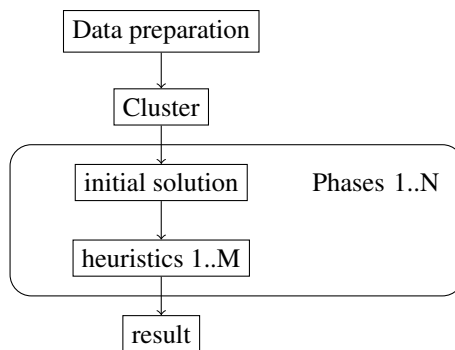 Data preparation
Cluster
initial solution
Phases 1..N
heuristics 1..M
result